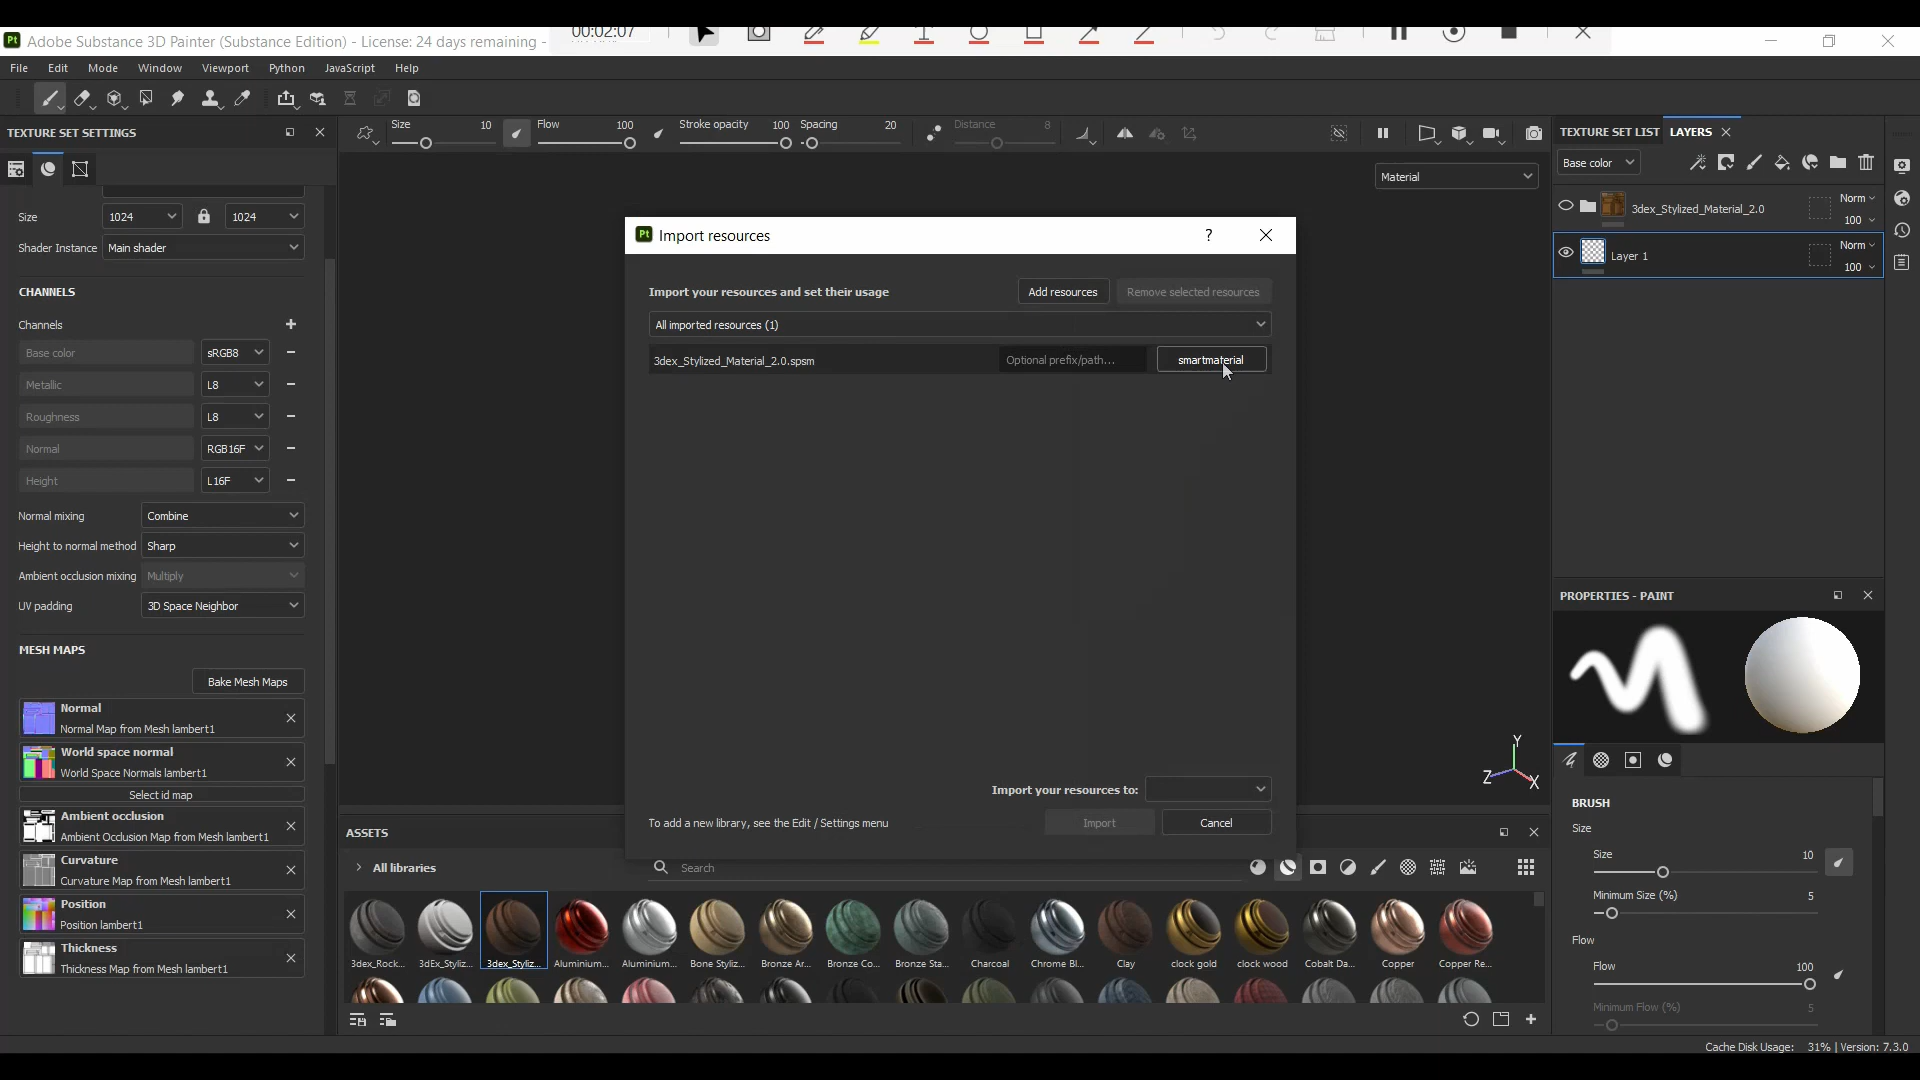 Adobe Substance 3D Painter (Substance Edition) - License: 24 days remaining -
00:02:07
File Edit Mode Window Viewport Python JavaScript Help
TEXTURE SET SETTINGS
Size 10 Flow 100 Stroke opacity 100 Spacing 20 Distance 8
TEXTURE SET LIST LAYERS
Base color
Material
Size 1024 1024
Shader Instance Main shader
3dex_Stylized_Material_2.0 Norm 100
Layer 1 Norm 100
Import resources
Import your resources and set their usage Add resources Remove selected resources
All imported resources (1)
3dex_Stylized_Material_2.0.spsm Optional prefix/path... smartmaterial
Import your resources to:
To add a new library, see the Edit / Settings menu Import Cancel
CHANNELS
Channels
Base color sRGB8
Metallic L8
Roughness L8
Normal RGB16F
Height L16F
Normal mixing Combine
Height to normal method Sharp
Ambient occlusion mixing Multiply
UV padding 3D Space Neighbor
MESH MAPS
Bake Mesh Maps
Normal
Normal Map from Mesh lambert1
World space normal
World Space Normals lambert1
Select id map
Ambient occlusion
Ambient Occlusion Map from Mesh lambert1
Curvature
Curvature Map from Mesh lambert1
Position
Position lambert1
Thickness
Thickness Map from Mesh lambert1
Y
Z X
ASSETS
All libraries Search
3dex_Rock... 3dEx_Styliz... 3dex_Styliz... Aluminium... Aluminium... Bone Styliz... Bronze Ar... Bronze Co... Bronze Sta... Charcoal Chrome Bl... Clay clock gold clock wood Cobalt Da... Copper Copper Re...
PROPERTIES - PAINT
BRUSH
Size
Size 10
Minimum Size (%) 5
Flow
Flow 100
Minimum Flow (%) 5
Cache Disk Usage: 31% | Version: 7.3.0